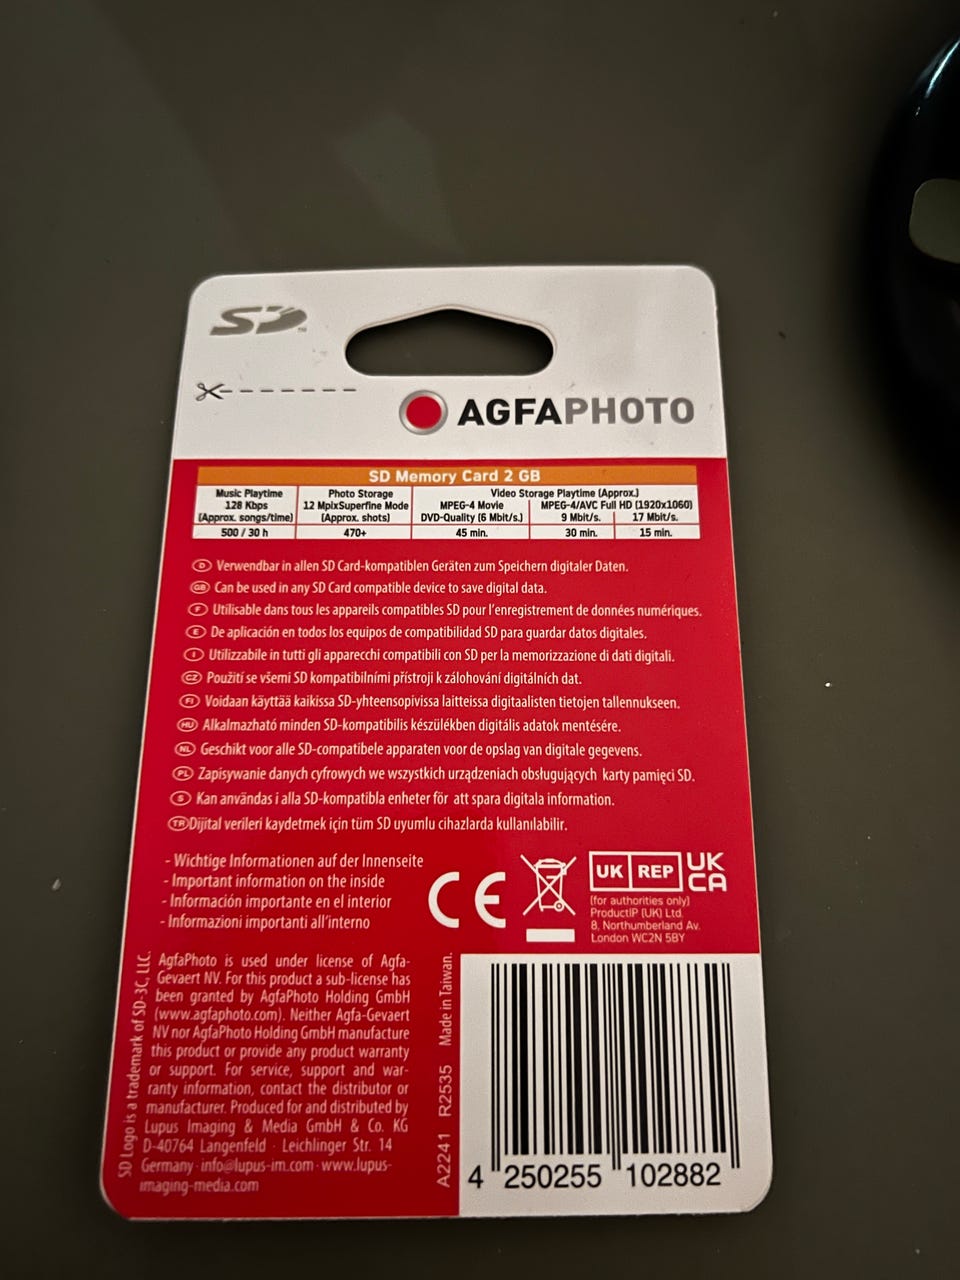 SD™
AGFAPHOTO
SD Memory Card 2 GB
Music Playtime
128 Kbps
(Approx. songs/time)
500 / 30 h
Photo Storage
12 MpixSuperfine Mode
(Approx. shots)
470+
Video Storage Playtime (Approx.)
MPEG-4 Movie
DVD-Quality (6 Mbit/s.)
45 min.
MPEG-4/AVC Full HD (1920x1060)
9 Mbit/s. 17 Mbit/s.
30 min. 15 min.
D Verwendbar in allen SD Card-kompatiblen Geräten zum Speichern digitaler Daten.
GB Can be used in any SD Card compatible device to save digital data.
F Utilisable dans tous les appareils compatibles SD pour l'enregistrement de données numériques.
E De aplicación en todos los equipos de compatibilidad SD para guardar datos digitales.
I Utilizzabile in tutti gli apparecchi compatibili con SD per la memorizzazione di dati digitali.
CZ Použití se všemi SD kompatibilními přístroji k zálohování digitálních dat.
FI Voidaan käyttää kaikissa SD-yhteensopivissa laitteissa digitaalisten tietojen tallennukseen.
HU Alkalmazható minden SD-kompatibilis készülékben digitális adatok mentésére.
NL Geschikt voor alle SD-compatibele apparaten voor de opslag van digitale gegevens.
PL Zapisywanie danych cyfrowych we wszystkich urządzeniach obsługujących karty pamięci SD.
S Kan användas i alla SD-kompatibla enheter för att spara digitala information.
TR Dijital verileri kaydetmek için tüm SD uyumlu cihazlarda kullanılabilir.
- Wichtige Informationen auf der Innenseite
- Important information on the inside
- Información importante en el interior
- Informazioni importanti all'interno
CE
UK REP
UK
CA
(for authorities only)
ProductIP (UK) Ltd.
8, Northumberland Av.
London WC2N 5BY
SD Logo is a trademark of SD-3C, LLC.
AgfaPhoto is used under license of Agfa-
Gevaert NV. For this product a sub-license has
been granted by AgfaPhoto Holding GmbH
(www.agfaphoto.com). Neither Agfa-Gevaert
NV nor AgfaPhoto Holding GmbH manufacture
this product or provide any product warranty
or support. For service, support and war-
ranty information, contact the distributor or
manufacturer. Produced for and distributed by
Lupus Imaging & Media GmbH & Co. KG
D-40764 Langenfeld · Leichlinger Str. 14
Germany · info@lupus-im.com · www.lupus-
imaging-media.com
A2241 R2535 Made in Taiwan.
4 250255 102882